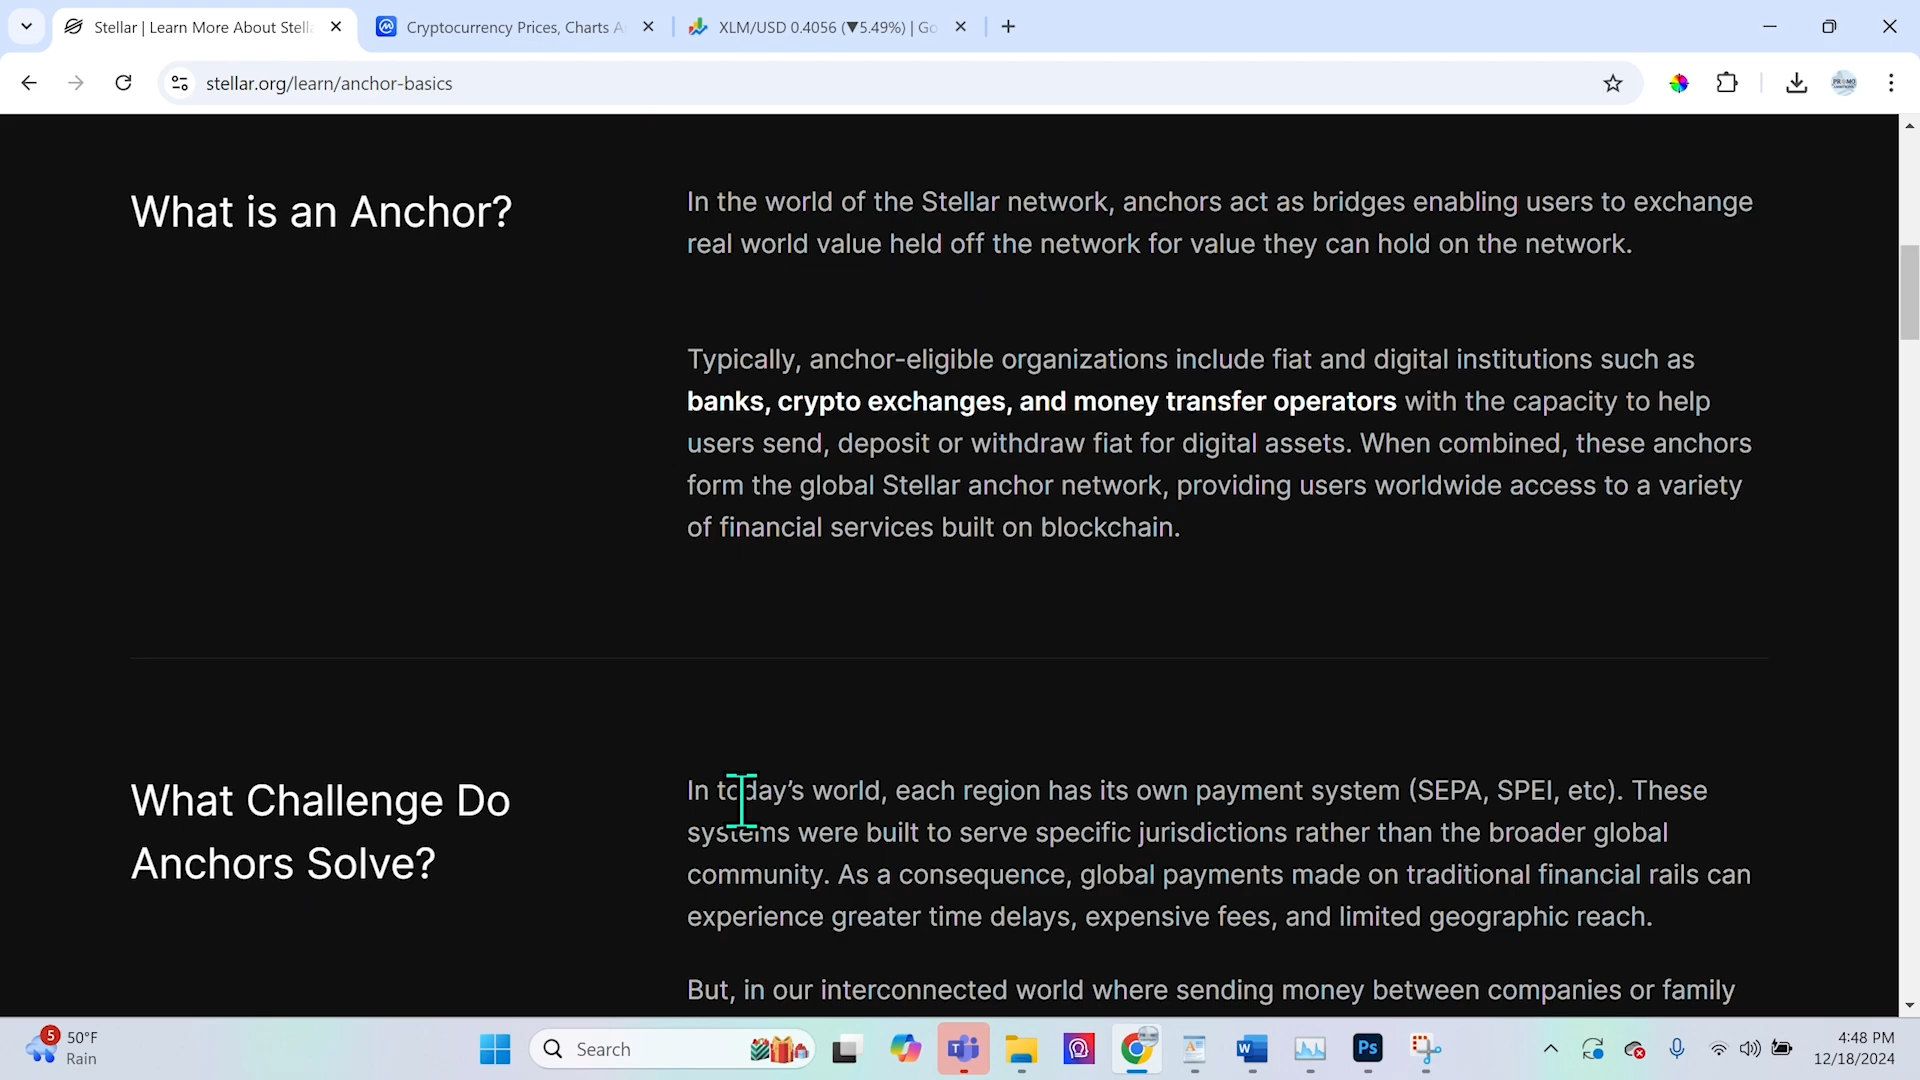 Stellar | Learn More About Stella
Cryptocurrency Prices, Charts A
XLM/USD 0.4056 (▼5.49%) | Go
stellar.org/learn/anchor-basics
PROMO
What is an Anchor?
In the world of the Stellar network, anchors act as bridges enabling users to exchange
real world value held off the network for value they can hold on the network.
Typically, anchor-eligible organizations include fiat and digital institutions such as
banks, crypto exchanges, and money transfer operators with the capacity to help
users send, deposit or withdraw fiat for digital assets. When combined, these anchors
form the global Stellar anchor network, providing users worldwide access to a variety
of financial services built on blockchain.
What Challenge Do
Anchors Solve?
In today’s world, each region has its own payment system (SEPA, SPEI, etc). These
systems were built to serve specific jurisdictions rather than the broader global
community. As a consequence, global payments made on traditional financial rails can
experience greater time delays, expensive fees, and limited geographic reach.
But, in our interconnected world where sending money between companies or family
5
50°F
Rain
Search
T
W
Ps
4:48 PM
12/18/2024